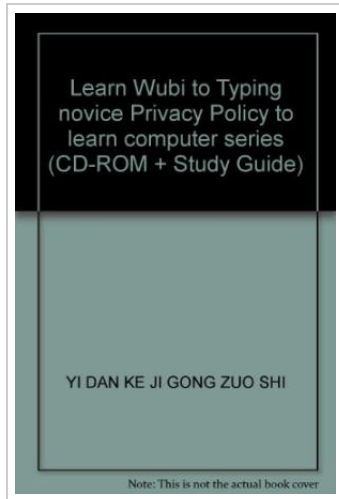 Learn Wubi to Typing
novice Privacy Policy to
learn computer series
(CD-ROM + Study Guide)
YI DAN KE JI GONG ZUO SHI
Note: This is not the actual book cover